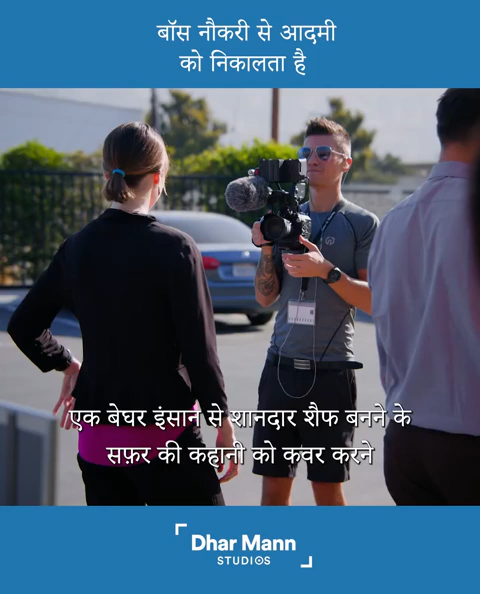 बॉस नौकरी से आदमी
को निकालता है
एक बेघर इंसान से शानदार शैफ बनने के
सफ़र की कहानी को कवर करने
Dhar Mann
STUDIOS